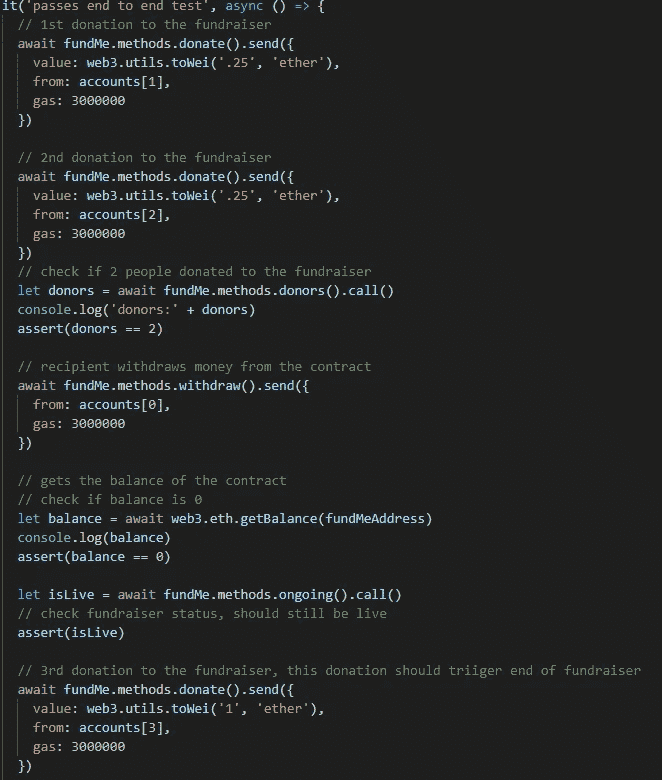 it('passes end to end test', async () => {
// 1st donation to the fundraiser
await fundMe.methods.donate().send({
value: web3.utils.toWei('.25', 'ether'),
from: accounts[1],
gas: 3000000
})
// 2nd donation to the fundraiser
await fundMe.methods.donate().send({
value: web3.utils.toWei('.25', 'ether'),
from: accounts[2],
gas: 3000000
})
// check if 2 people donated to the fundraiser
let donors = await fundMe.methods.donors().call()
console.log('donors:' + donors)
assert(donors == 2)
// recipient withdraws money from the contract
await fundMe.methods.withdraw().send({
from: accounts[0],
gas: 3000000
})
// gets the balance of the contract
// check if balance is 0
let balance = await web3.eth.getBalance(fundMeAddress)
console.log(balance)
assert(balance == 0)
let isLive = await fundMe.methods.ongoing().call()
// check fundraiser status, should still be live
assert(isLive)
// 3rd donation to the fundraiser, this donation should triiger end of fundraiser
await fundMe.methods.donate().send({
value: web3.utils.toWei('1', 'ether'),
from: accounts[3],
gas: 3000000
})